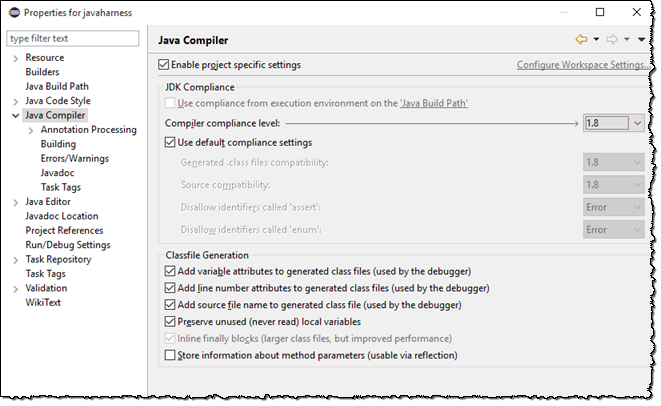 Properties for javaharness
type filter text
Resource
Builders
Java Build Path
Java Code Style
Java Compiler
Annotation Processing
Building
Errors/Warnings
Javadoc
Task Tags
Java Editor
Javadoc Location
Project References
Run/Debug Settings
Task Repository
Task Tags
Validation
WikiText
Java Compiler
Enable project specific settings
Configure Workspace Settings...
JDK Compliance
Use compliance from execution environment on the 'Java Build Path'
Compiler compliance level: 1.8
Use default compliance settings
Generated .class files compatibility: 1.8
Source compatibility: 1.8
Disallow identifiers called 'assert': Error
Disallow identifiers called 'enum': Error
Classfile Generation
Add variable attributes to generated class files (used by the debugger)
Add line number attributes to generated class files (used by the debugger)
Add source file name to generated class file (used by the debugger)
Preserve unused (never read) local variables
Inline finally blocks (larger class files, but improved performance)
Store information about method parameters (usable via reflection)